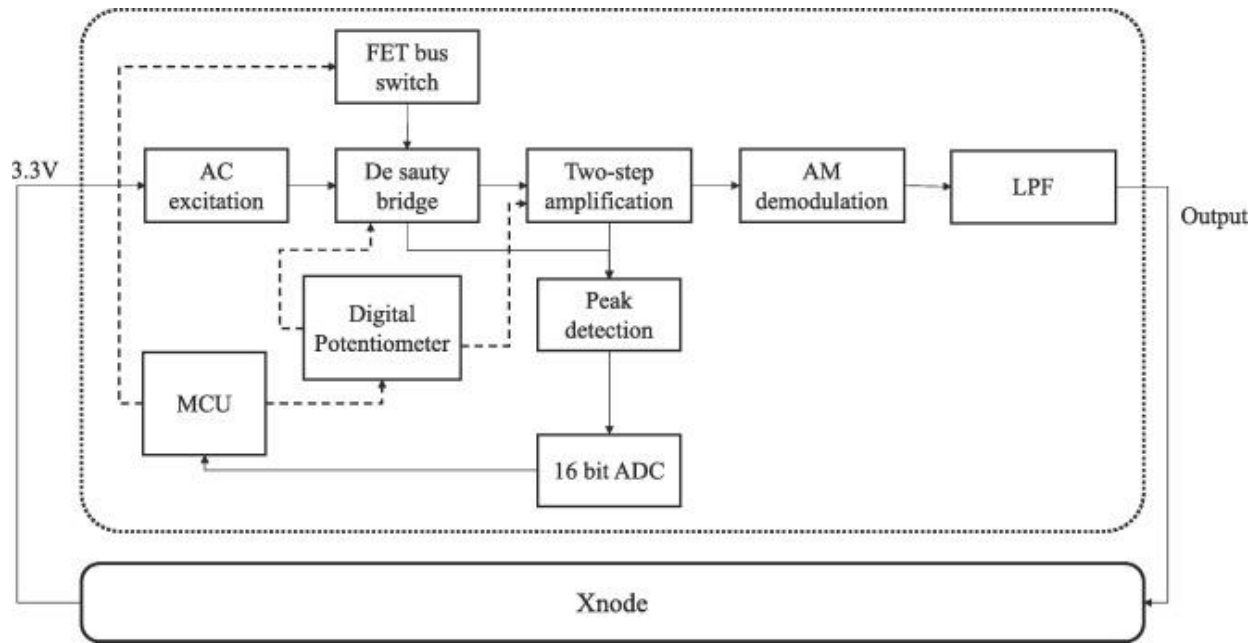 FET bus
switch
3.3V
AC
excitation
De sauty
bridge
Two-step
amplification
AM
demodulation
LPF
Output
Digital
Potentiometer
Peak
detection
MCU
16 bit ADC
Xnode